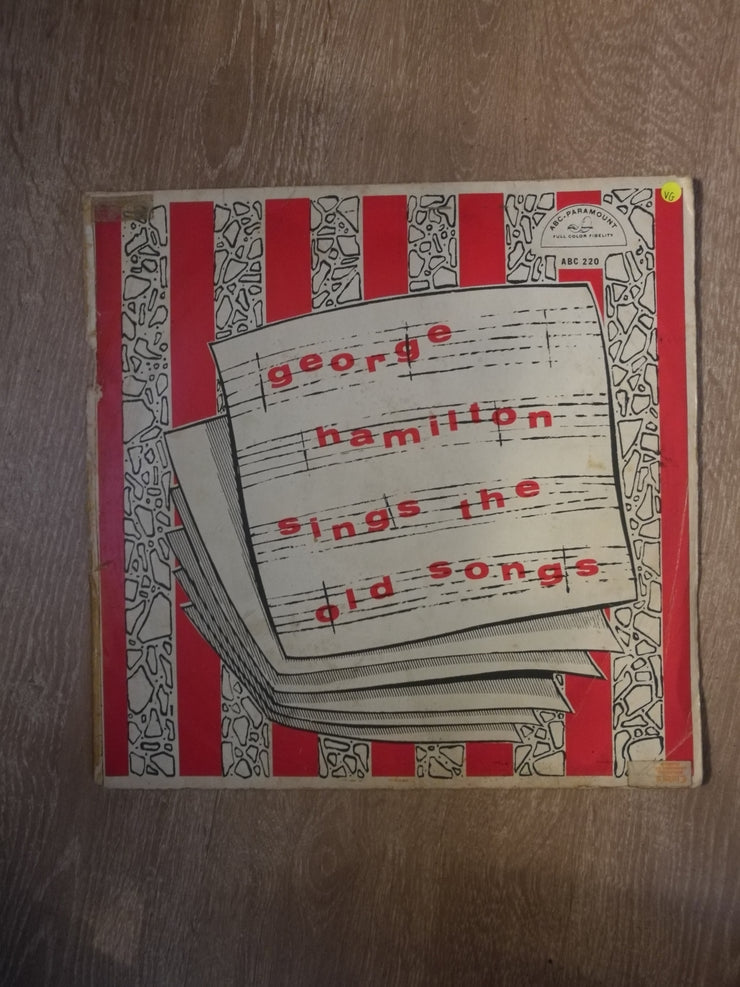 VG
ABC-PARAMOUNT
FULL COLOR FIDELITY
ABC 220
george
hamilton
sings the
old songs